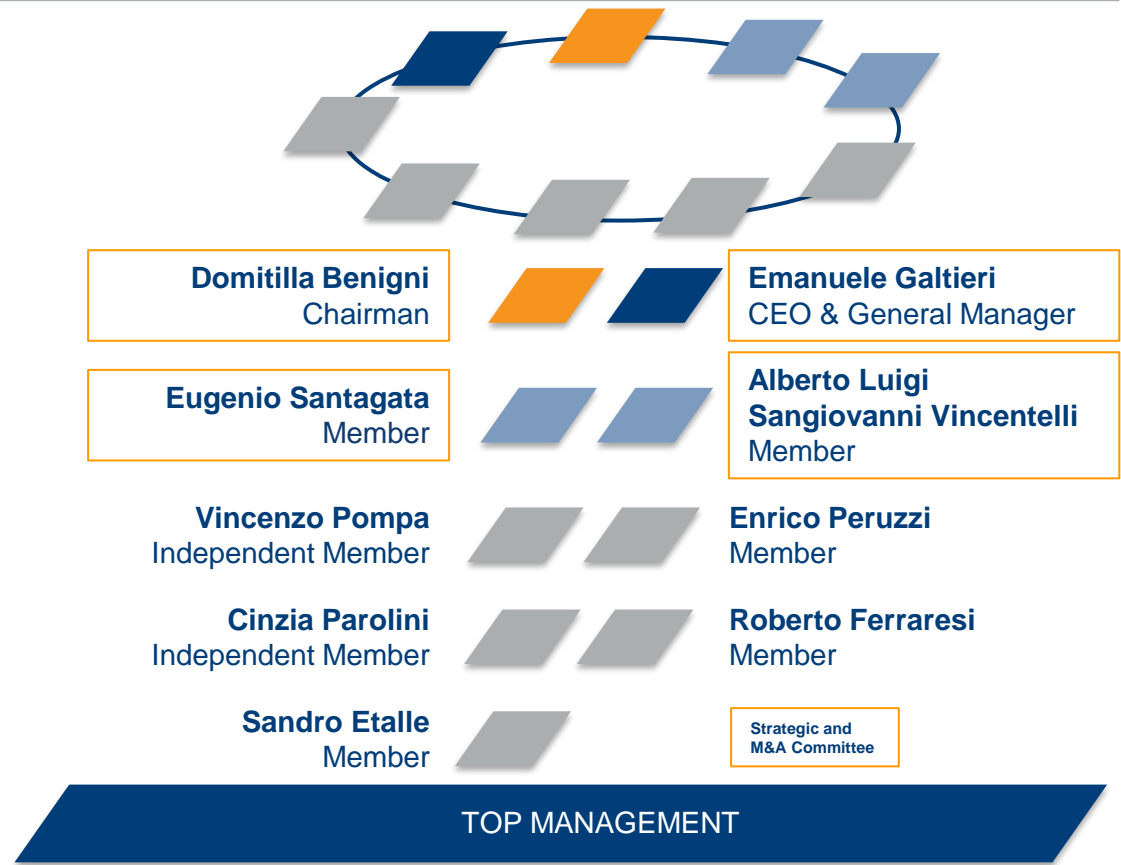 Domitilla Benigni
Chairman
Emanuele Galtieri
CEO & General Manager
Eugenio Santagata
Member
Alberto Luigi
Sangiovanni Vincentelli
Member
Vincenzo Pompa
Independent Member
Enrico Peruzzi
Member
Cinzia Parolini
Independent Member
Roberto Ferraresi
Member
Sandro Etalle
Member
Strategic and
M&A Committee
TOP MANAGEMENT